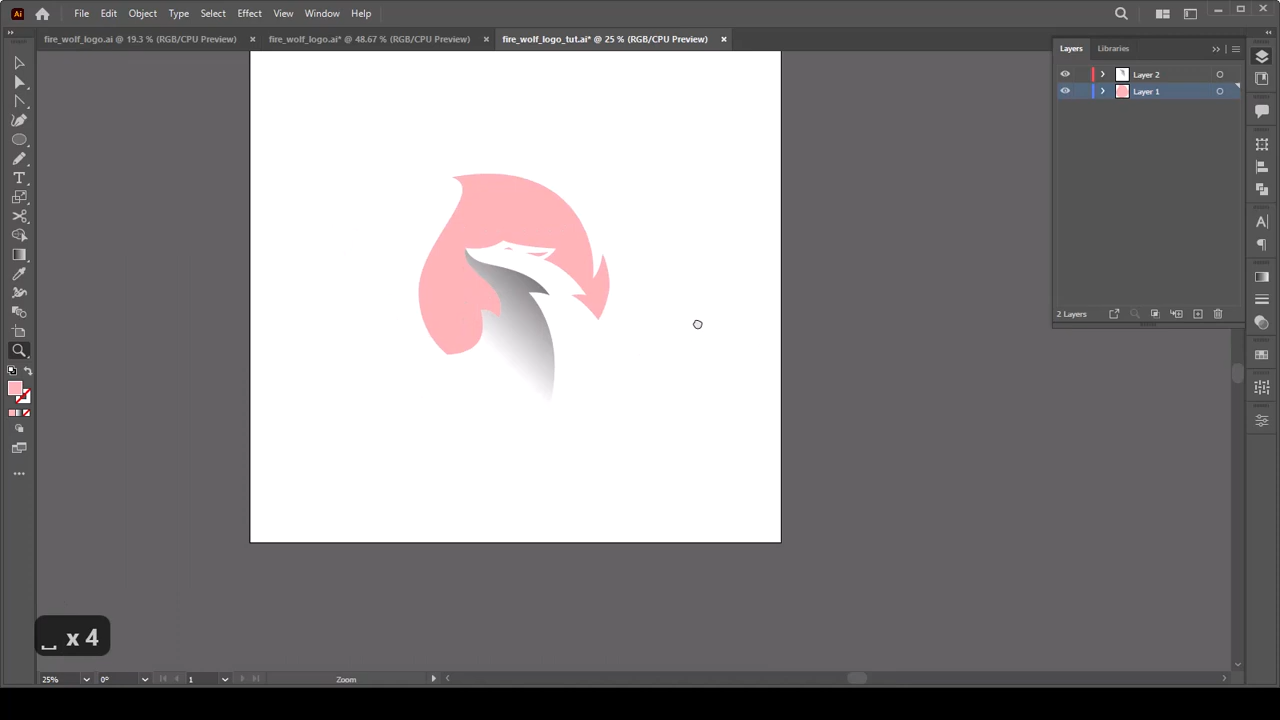 Ai File Edit Object Type Select Effect View Window Help
fire_wolf_logo.ai @ 19.3 % (RGB/CPU Preview) × fire_wolf_logo.ai* @ 48.67 % (RGB/CPU Preview) × fire_wolf_logo_tut.ai* @ 25 % (RGB/CPU Preview) ×
Layers Libraries
Layer 2
Layer 1
2 Layers
x 4
25% 0° 1 Zoom